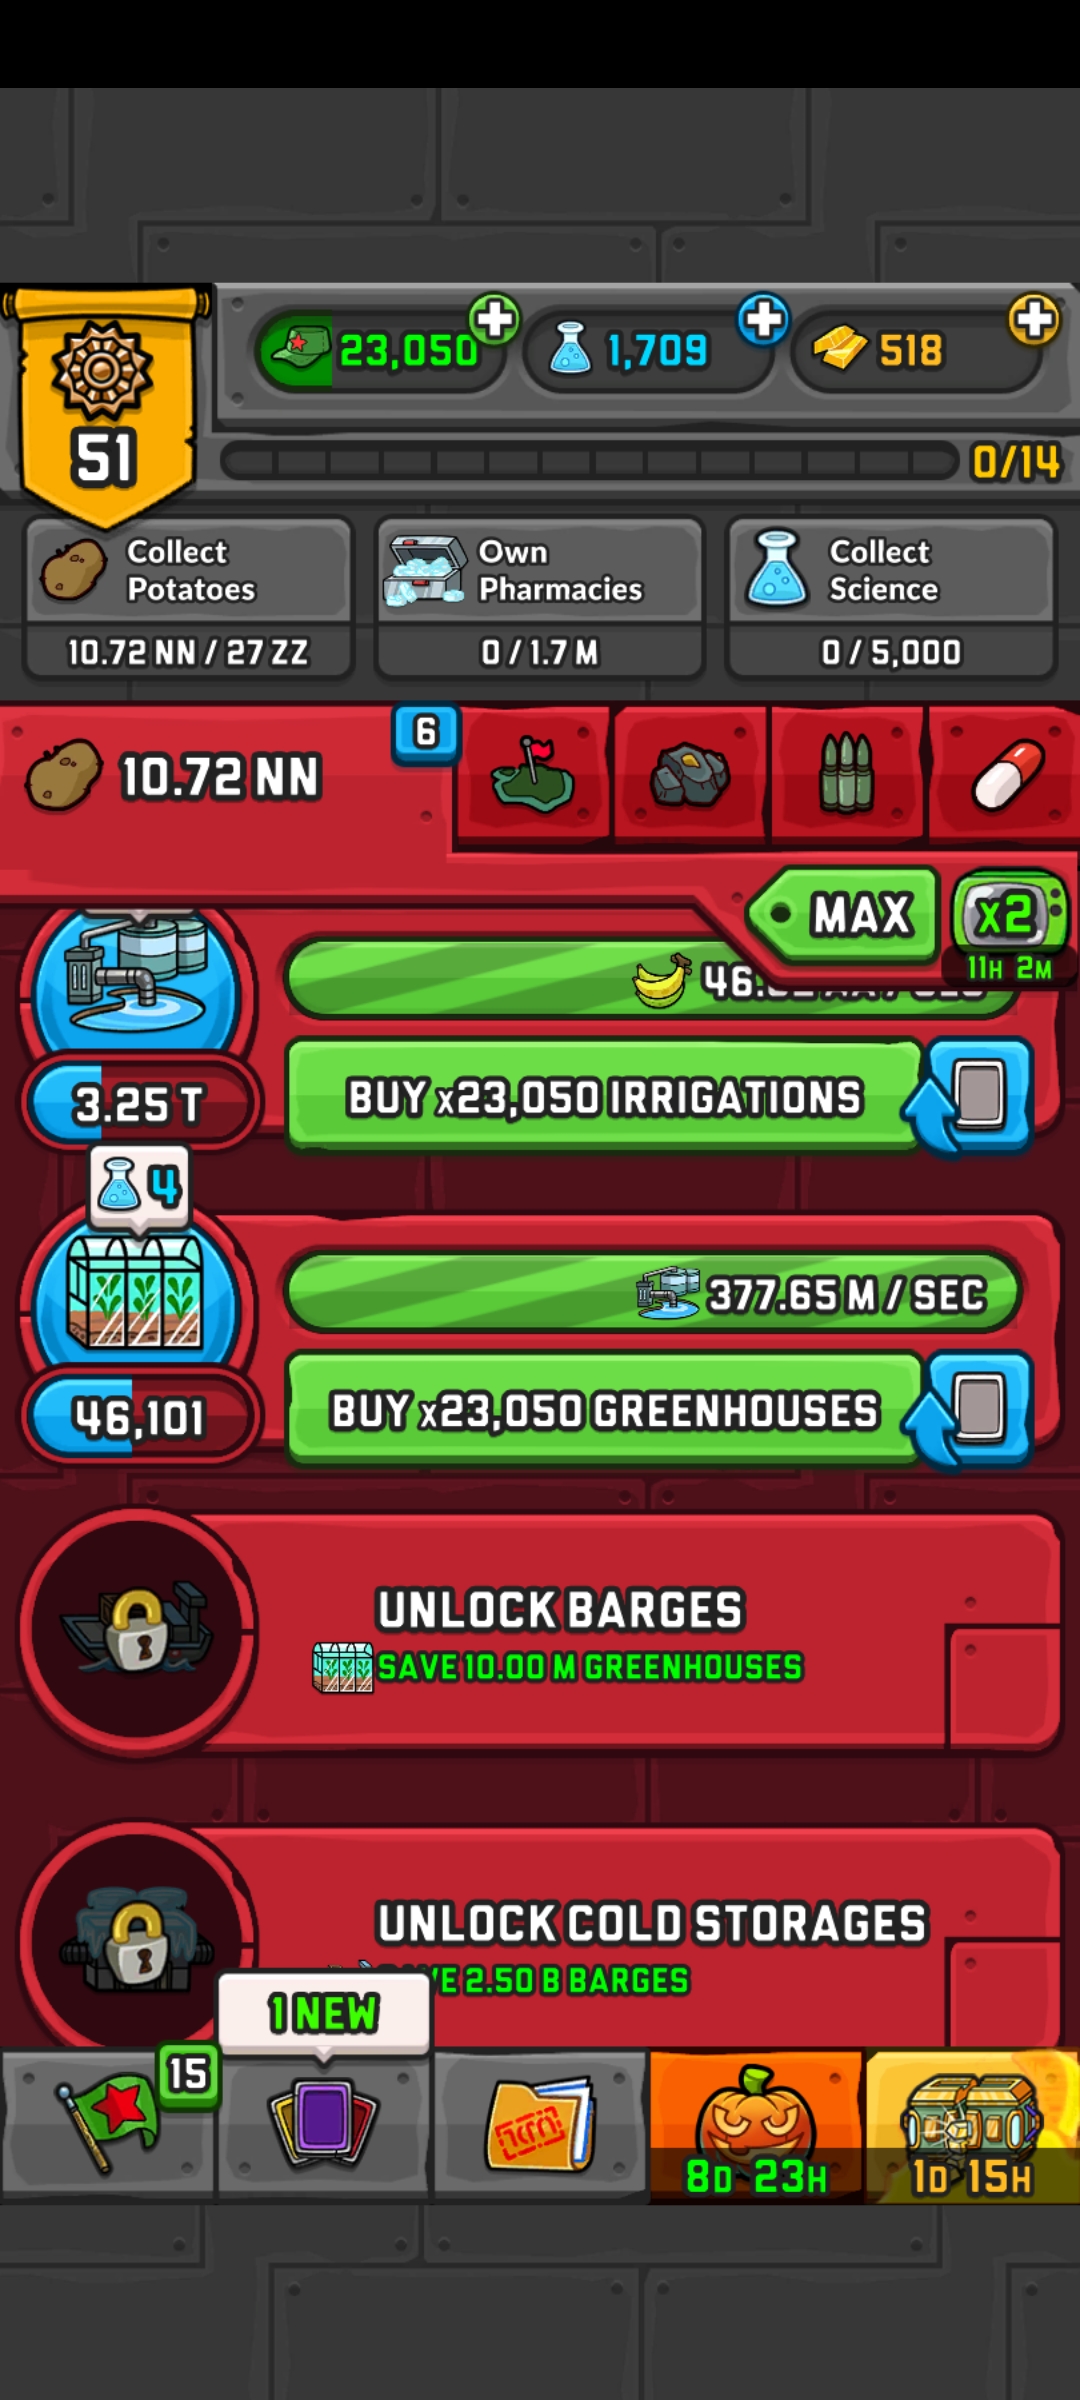 51
23,050
1,709
518
0/14
Collect
Potatoes
10.72 NN / 27 ZZ
Own
Pharmacies
0 / 1.7 M
Collect
Science
0 / 5,000
10.72 NN
6
MAX
x2
11H 2M
3.25 T
BUY x23,050 IRRIGATIONS
4
377.65 M / SEC
46,101
BUY x23,050 GREENHOUSES
UNLOCK BARGES
SAVE 10.00 M GREENHOUSES
UNLOCK COLD STORAGES
2.50 B BARGES
1 NEW
15
8D 23H
1D 15H